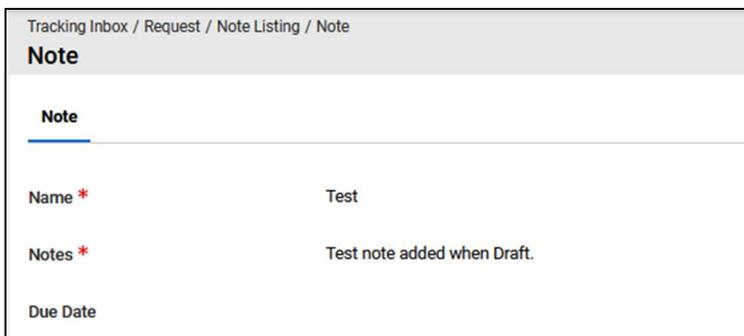 Tracking Inbox / Request / Note Listing / Note
Note
Note
Name * Test
Notes * Test note added when Draft.
Due Date